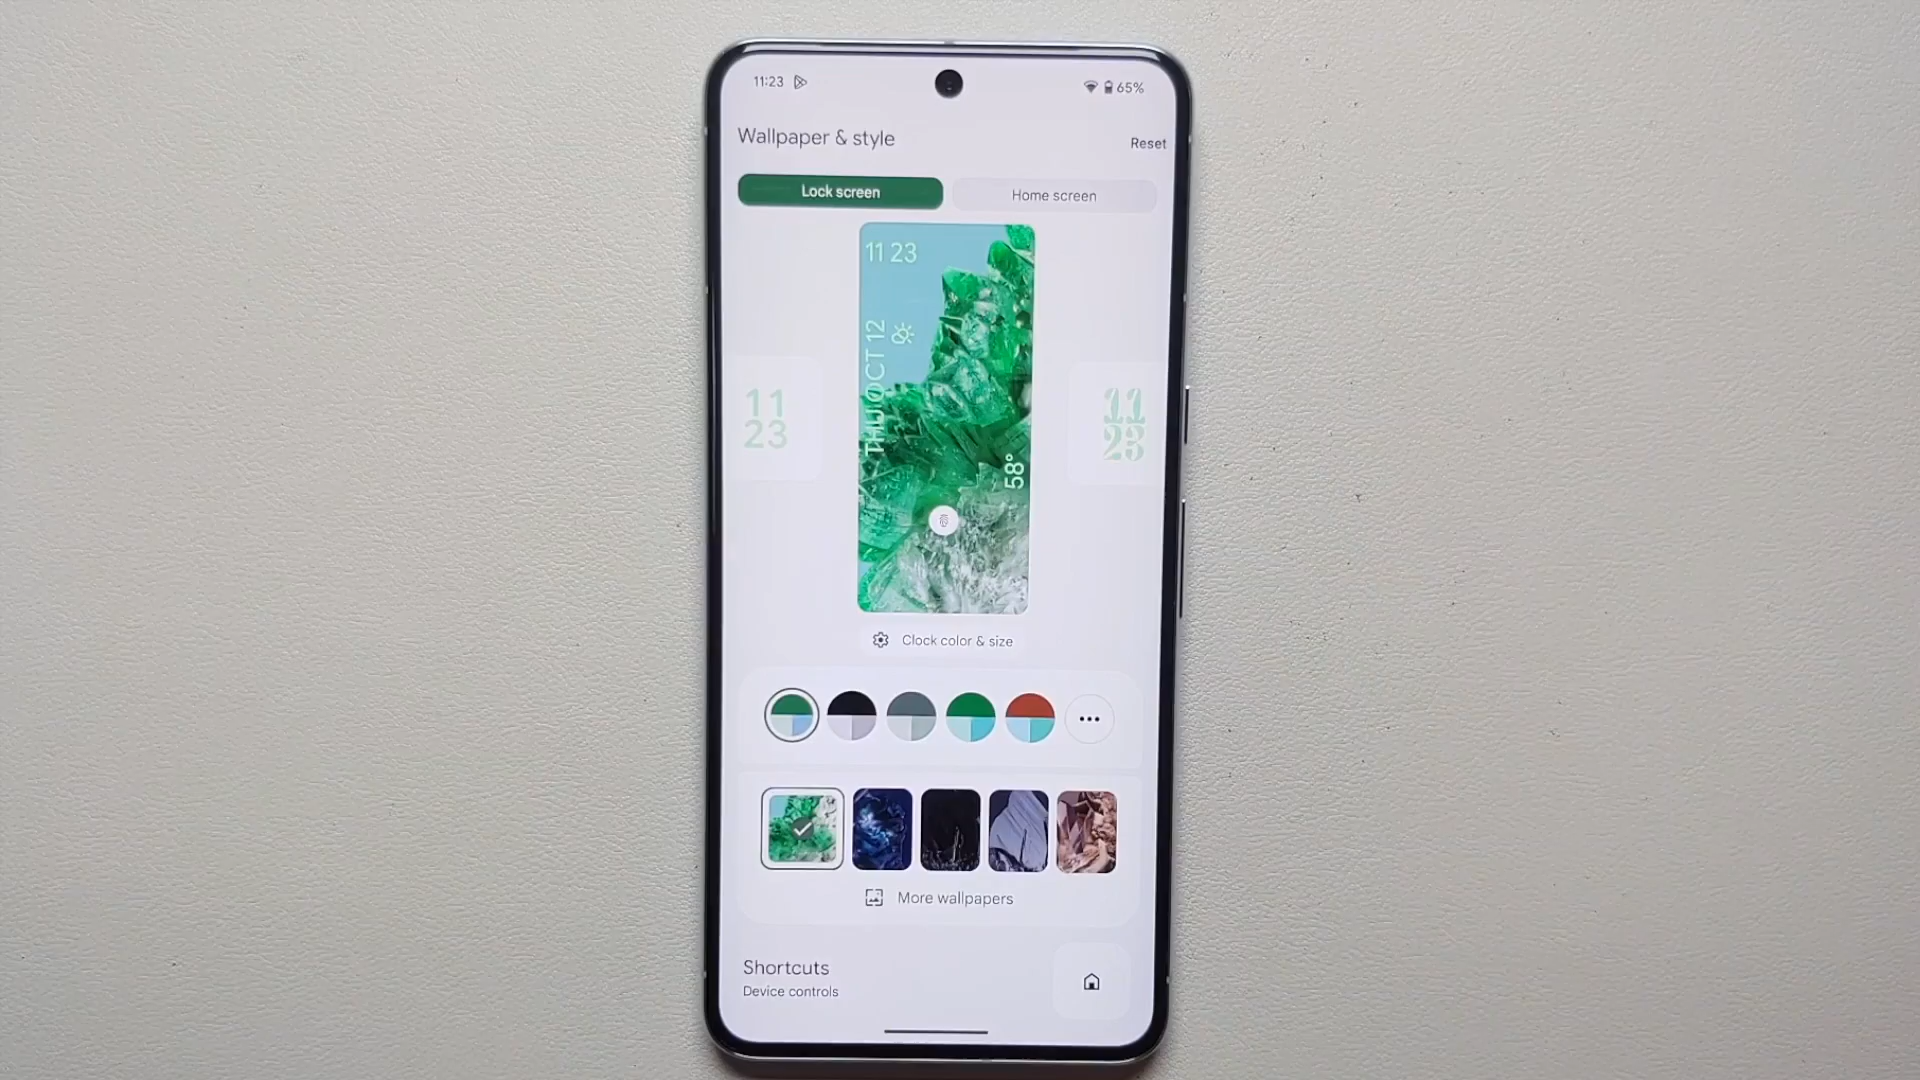 11:23
65%
Wallpaper & style
Reset
Lock screen
Home screen
11 23
THU OCT 12
58°
11
23
11
23
Clock color & size
More wallpapers
Shortcuts
Device controls